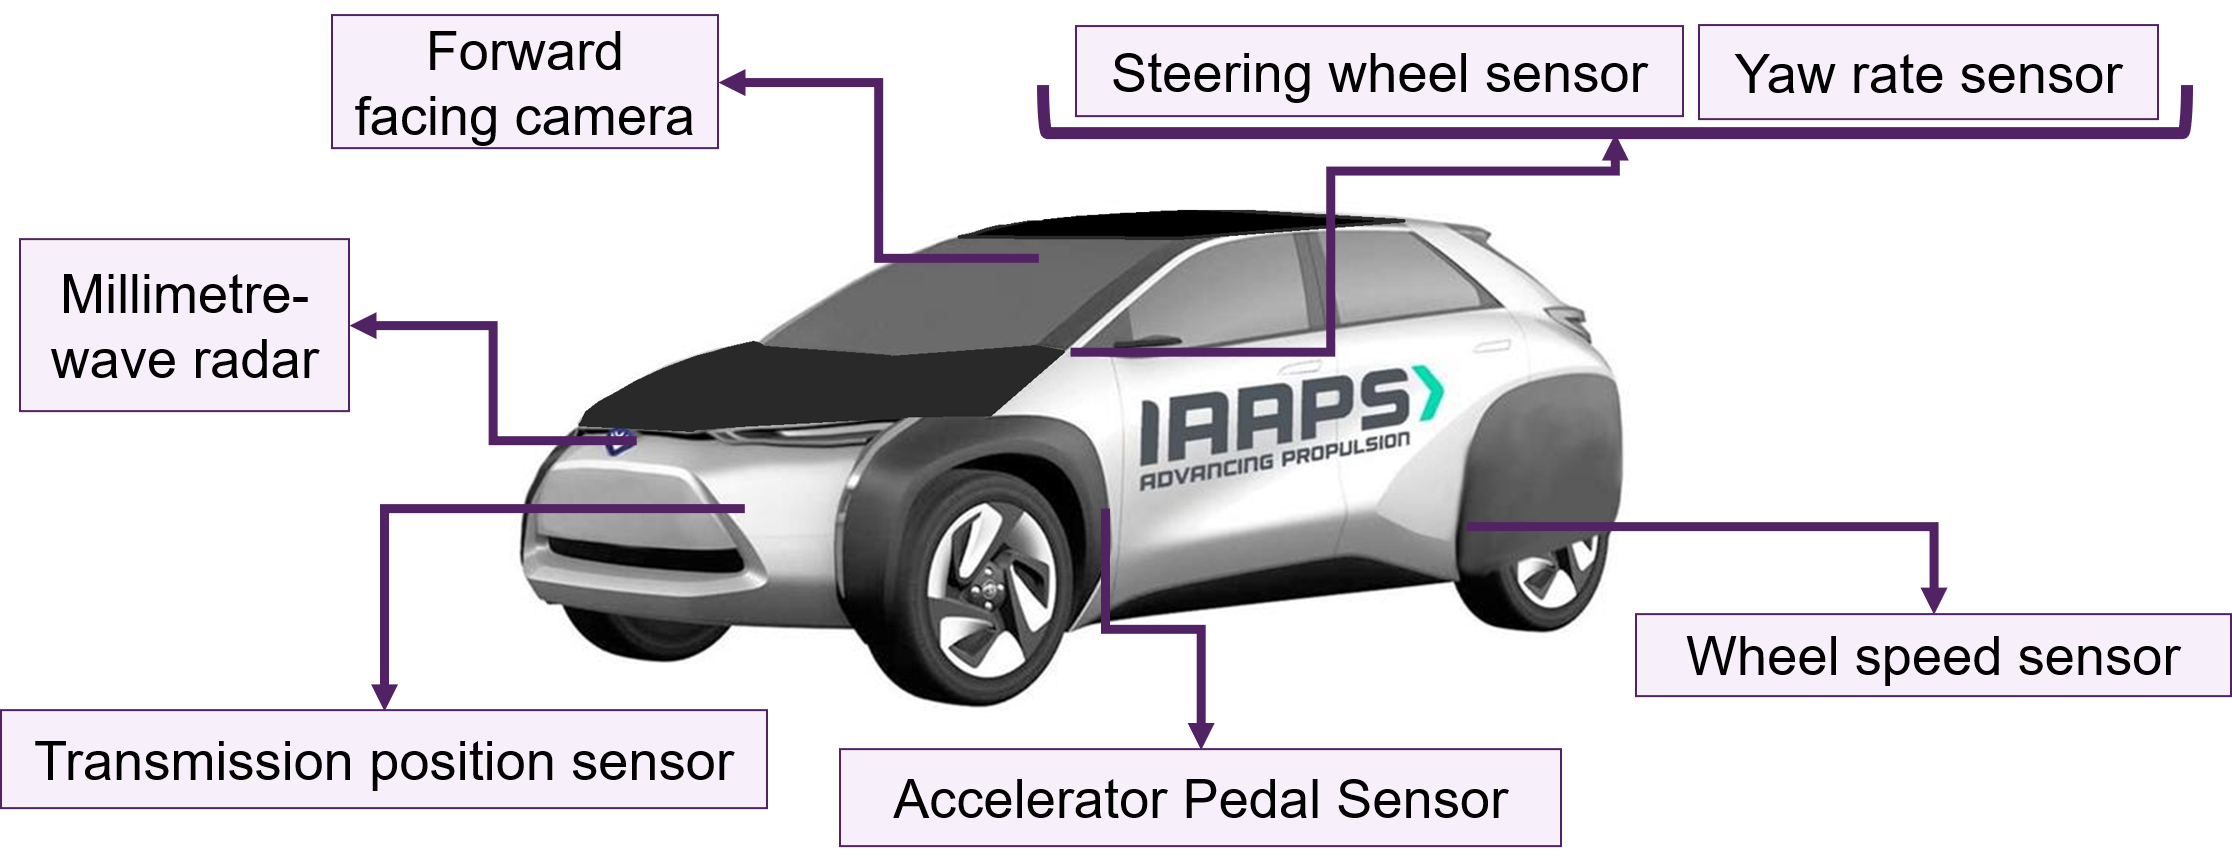 Forward
facing camera
Steering wheel sensor
Yaw rate sensor
Millimetre-
wave radar
IAAPS
ADVANCING PROPULSION
Wheel speed sensor
Transmission position sensor
Accelerator Pedal Sensor